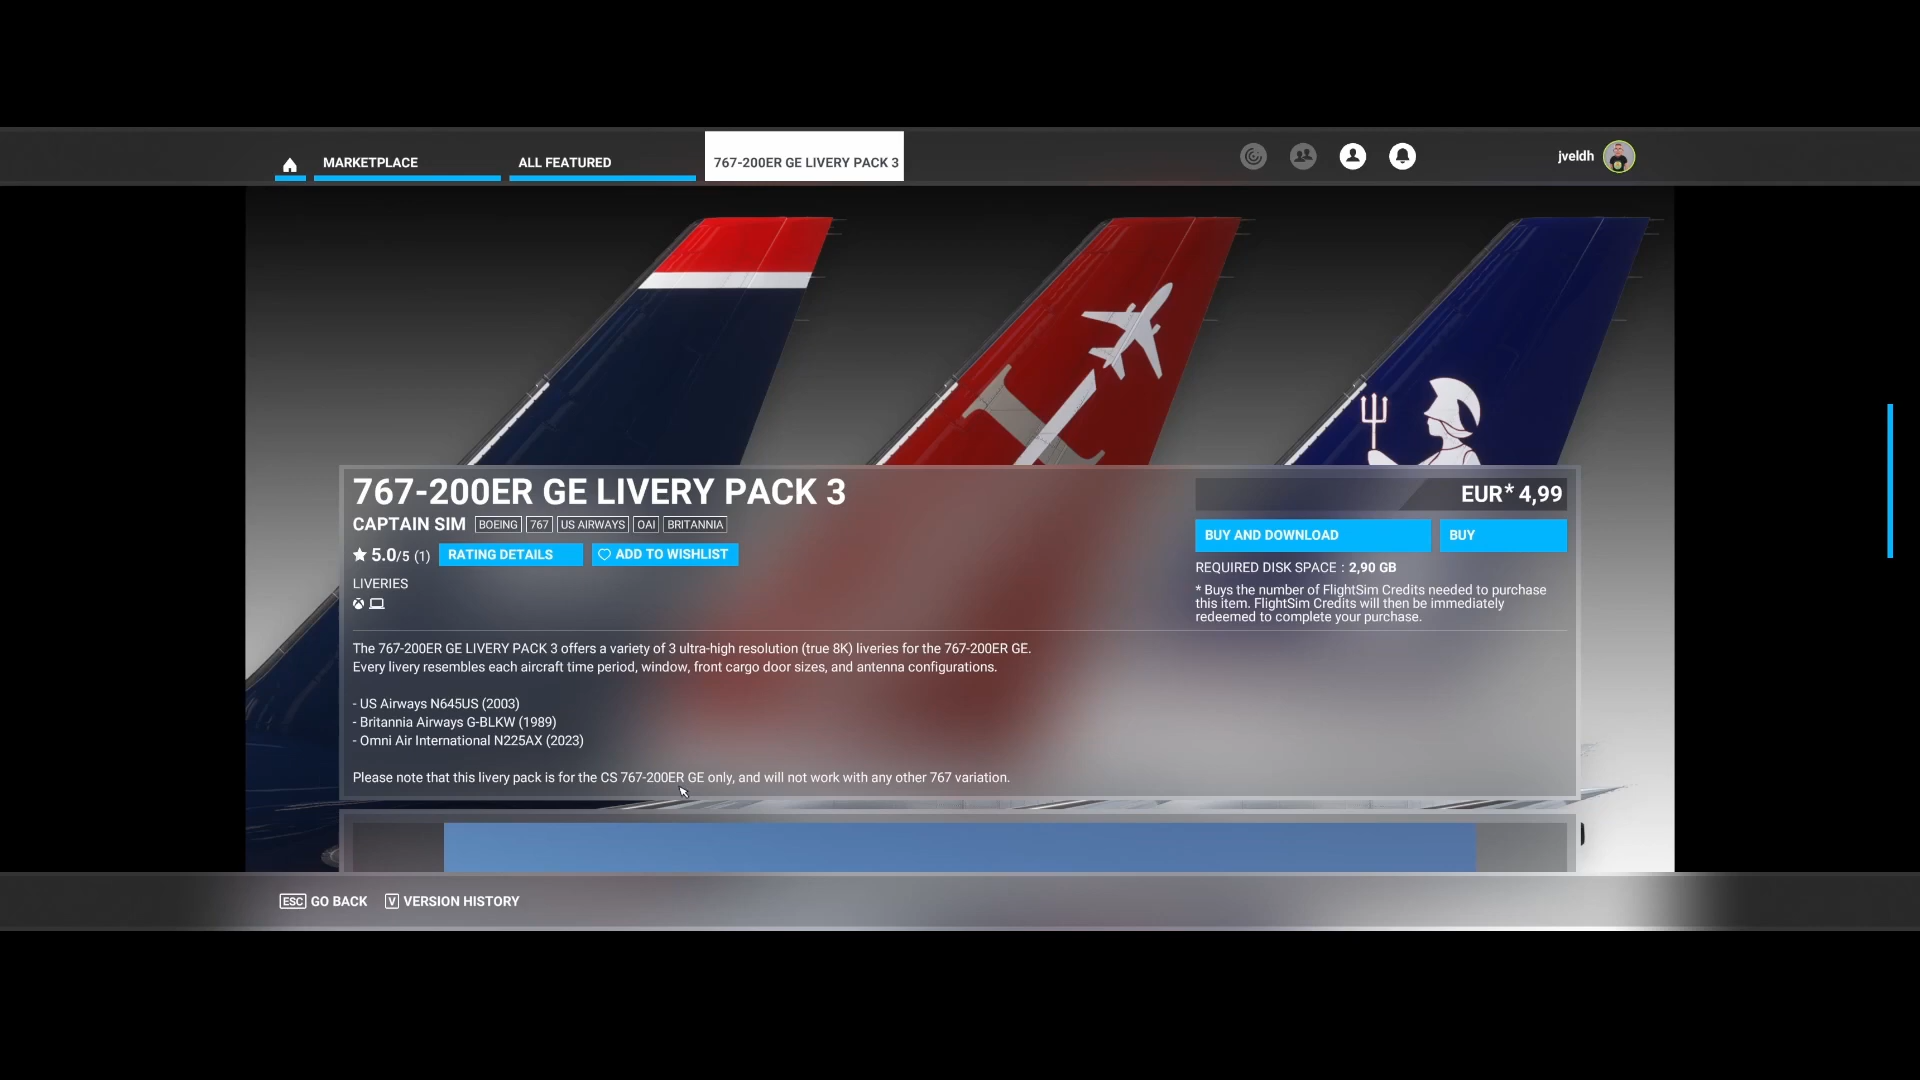 MARKETPLACE
ALL FEATURED
767-200ER GE LIVERY PACK 3
jveldh
767-200ER GE LIVERY PACK 3
CAPTAIN SIM BOEING 767 US AIRWAYS OAI BRITANNIA
5.0/5 (1) RATING DETAILS ADD TO WISHLIST
LIVERIES
EUR* 4,99
BUY AND DOWNLOAD BUY
REQUIRED DISK SPACE : 2,90 GB
* Buys the number of FlightSim Credits needed to purchase
this item. FlightSim Credits will then be immediately
redeemed to complete your purchase.
The 767-200ER GE LIVERY PACK 3 offers a variety of 3 ultra-high resolution (true 8K) liveries for the 767-200ER GE.
Every livery resembles each aircraft time period, window, front cargo door sizes, and antenna configurations.
- US Airways N645US (2003)
- Britannia Airways G-BLKW (1989)
- Omni Air International N225AX (2023)
Please note that this livery pack is for the CS 767-200ER GE only, and will not work with any other 767 variation.
ESC GO BACK V VERSION HISTORY